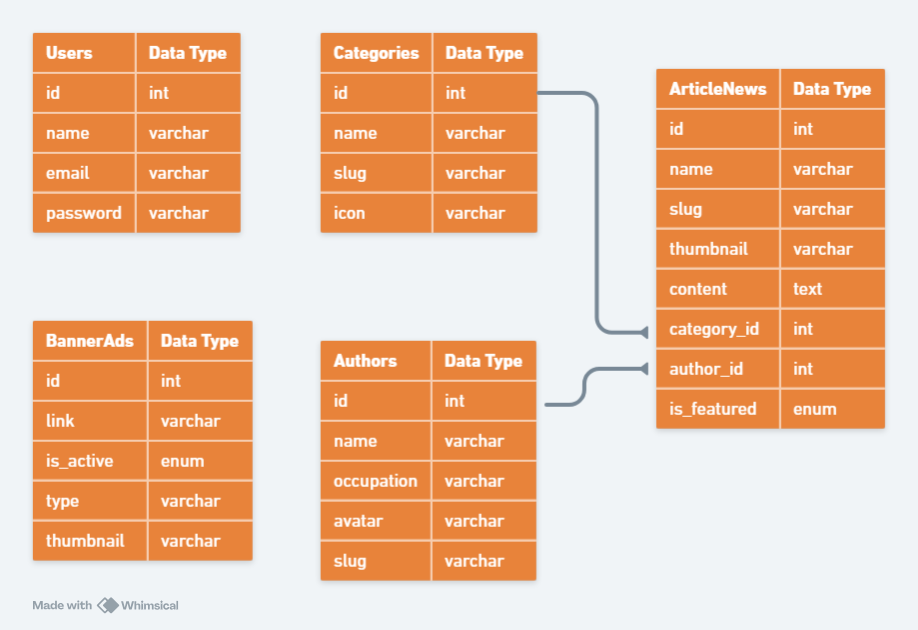 Users Data Type
id int
name varchar
email varchar
password varchar
Categories Data Type
id int
name varchar
slug varchar
icon varchar
ArticleNews Data Type
id int
name varchar
slug varchar
thumbnail varchar
content text
category_id int
author_id int
is_featured enum
BannerAds Data Type
id int
link varchar
is_active enum
type varchar
thumbnail varchar
Authors Data Type
id int
name varchar
occupation varchar
avatar varchar
slug varchar
Made with Whimsical